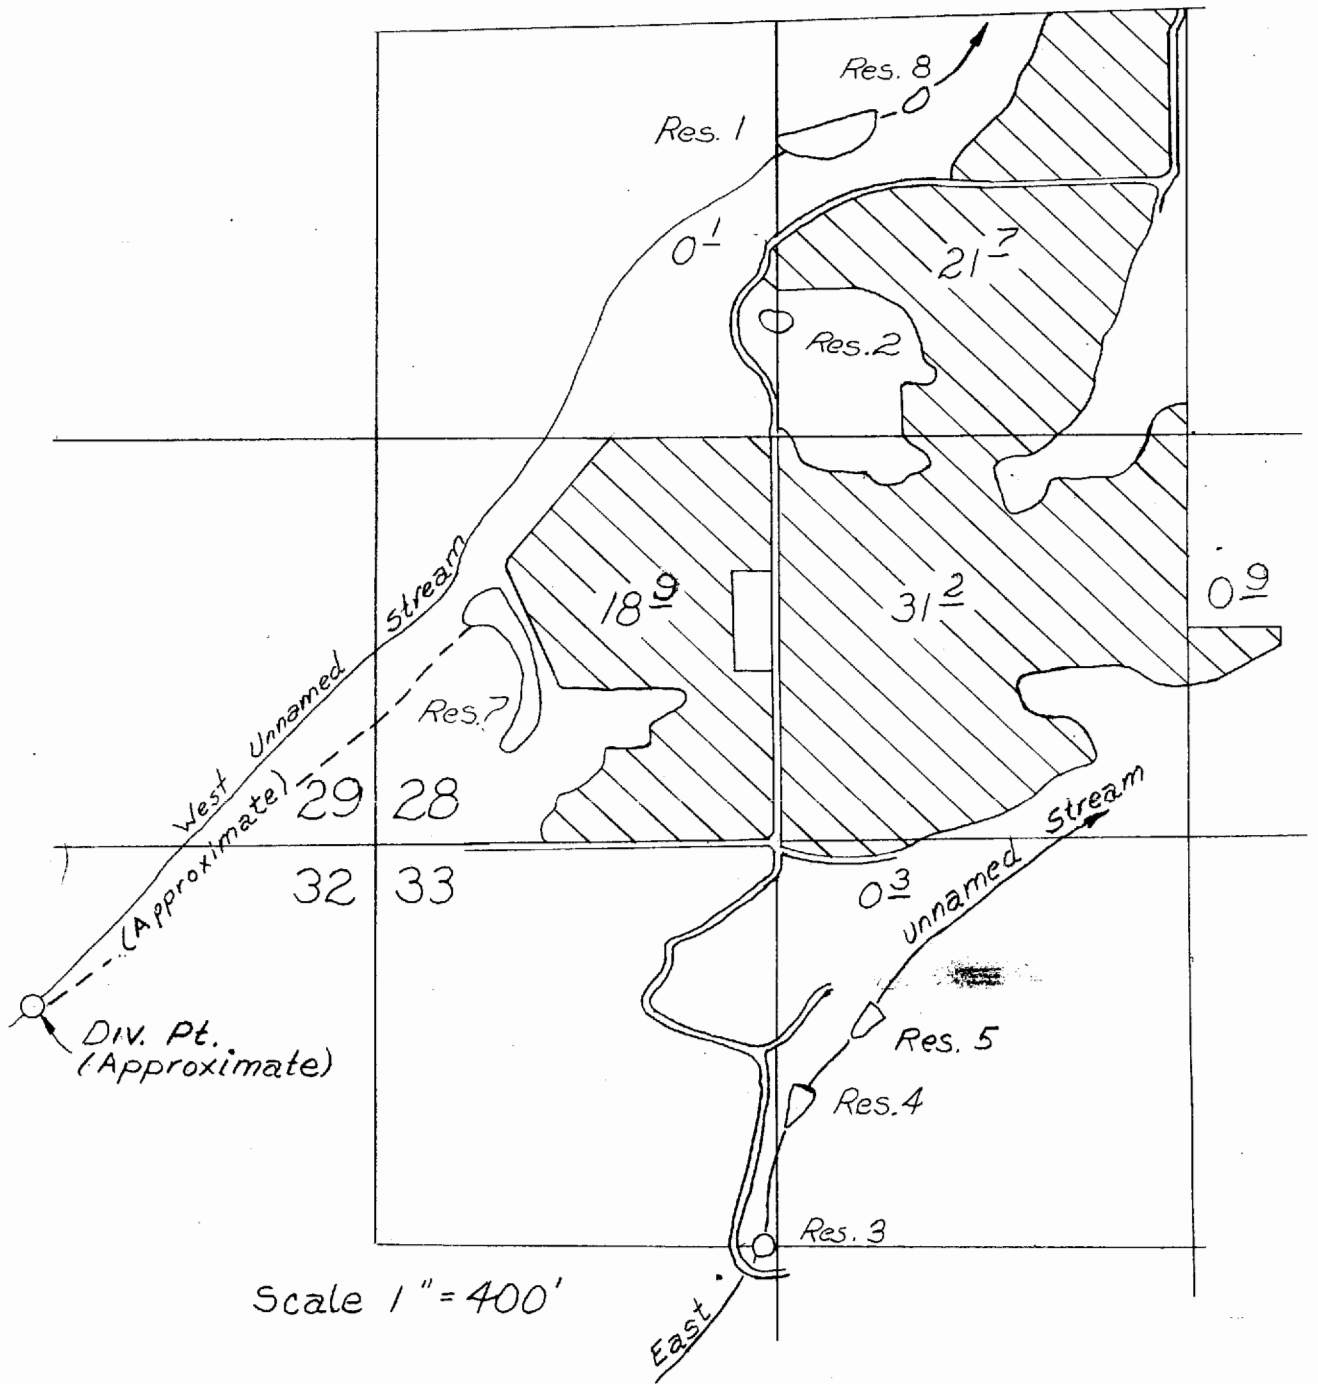 Res. 8
Res. 1
0 1
21 7
Res. 2
18 9
31 2
0 9
West Unnamed Stream
(Approximate)
Res. 7
29 28
32 33
0 3
Div. Pt.
(Approximate)
East Unnamed Stream
Res. 5
Res. 4
Res. 3
Scale 1" = 400'